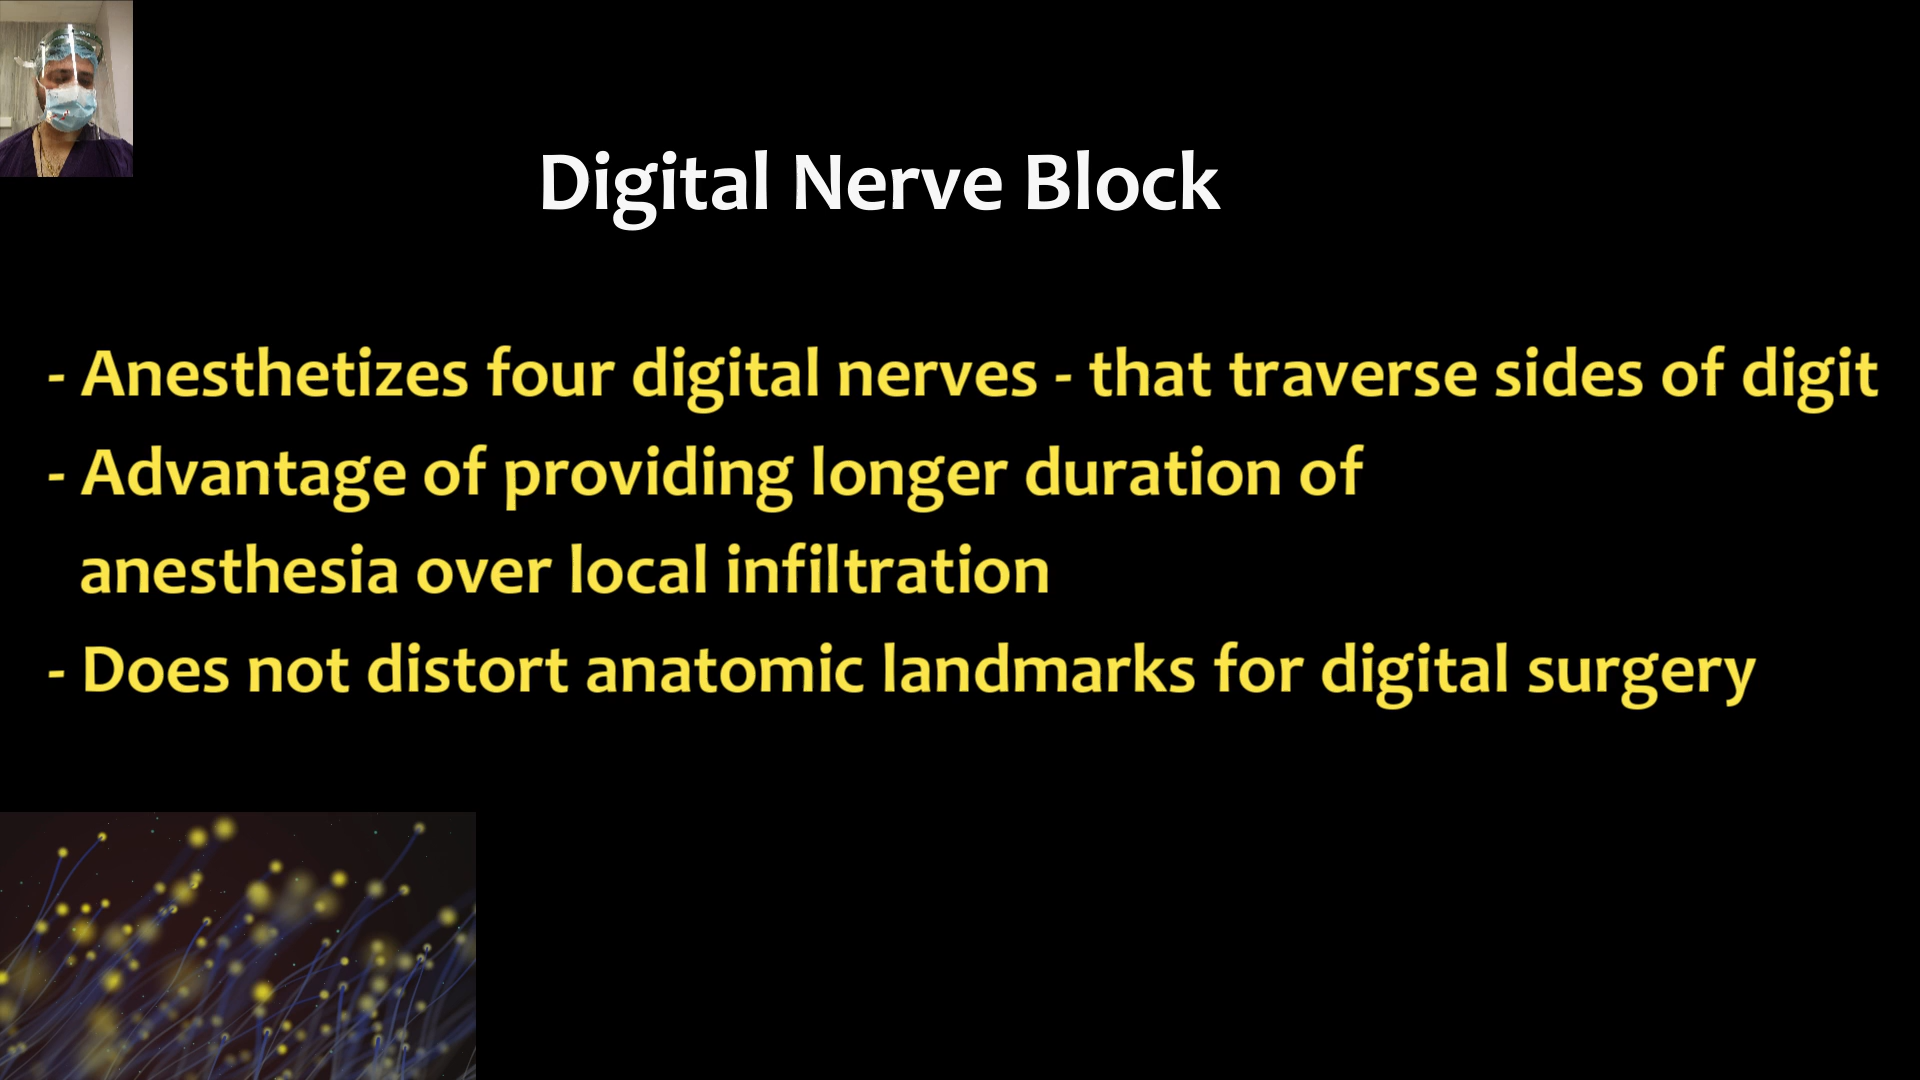 Digital Nerve Block
- Anesthetizes four digital nerves - that traverse sides of digit
- Advantage of providing longer duration of
anesthesia over local infiltration
- Does not distort anatomic landmarks for digital surgery